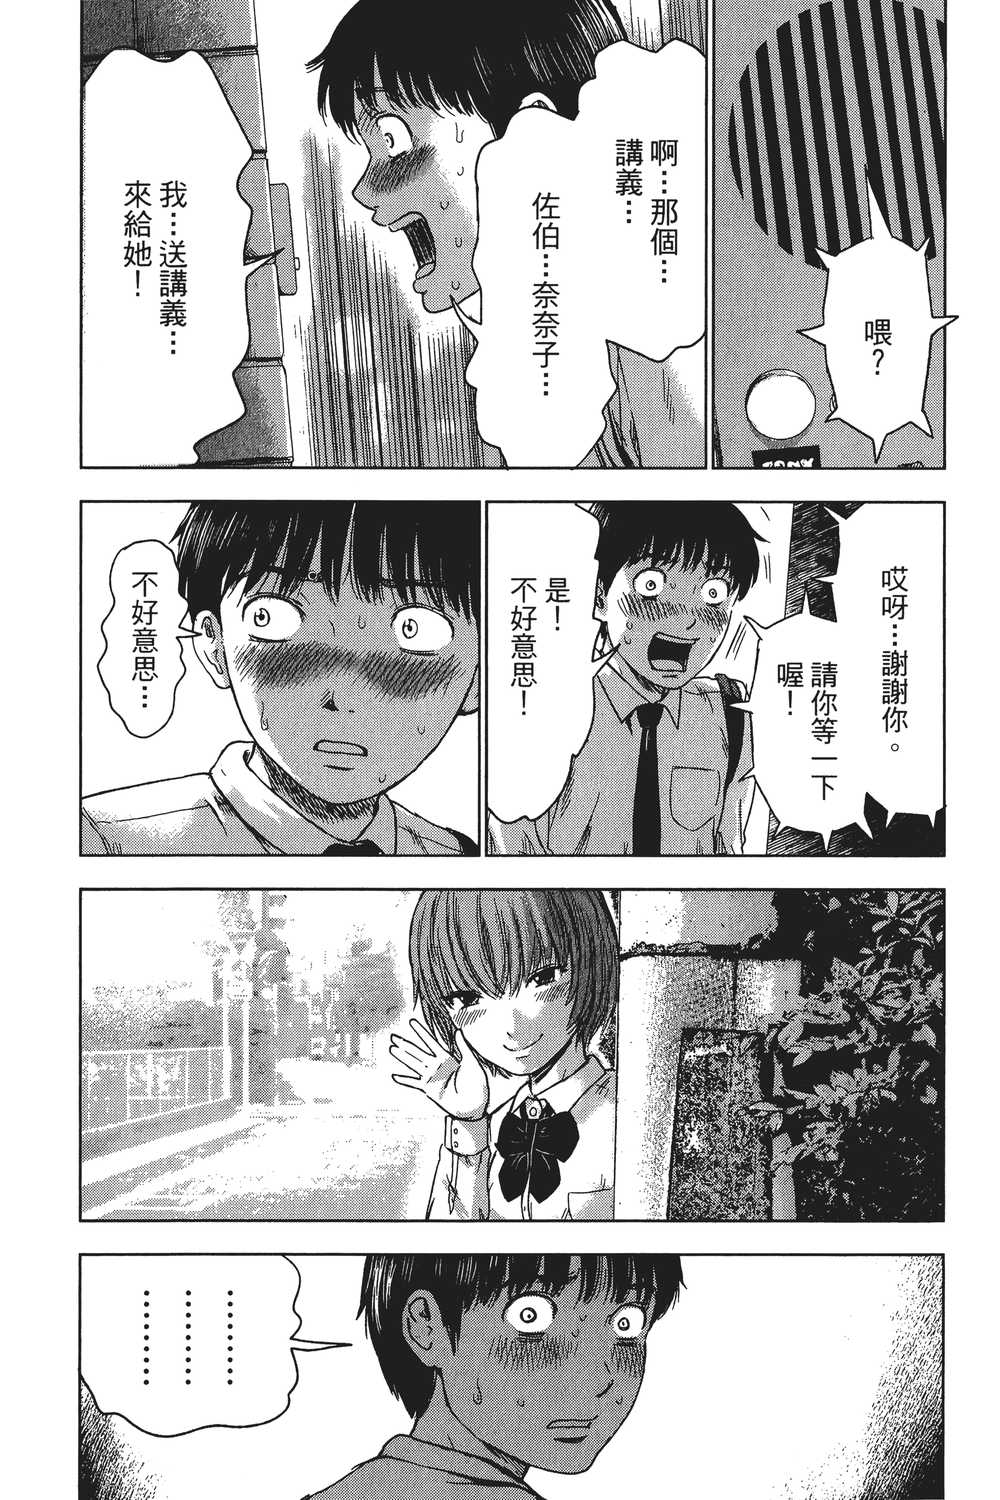 喂？
啊…那個…
講義…
佐伯…奈奈子…
我…送講義…
來給她！
哎呀…謝謝你。
請你等一下
喔！
是！
不好意思！
不好意思…
………
………
………